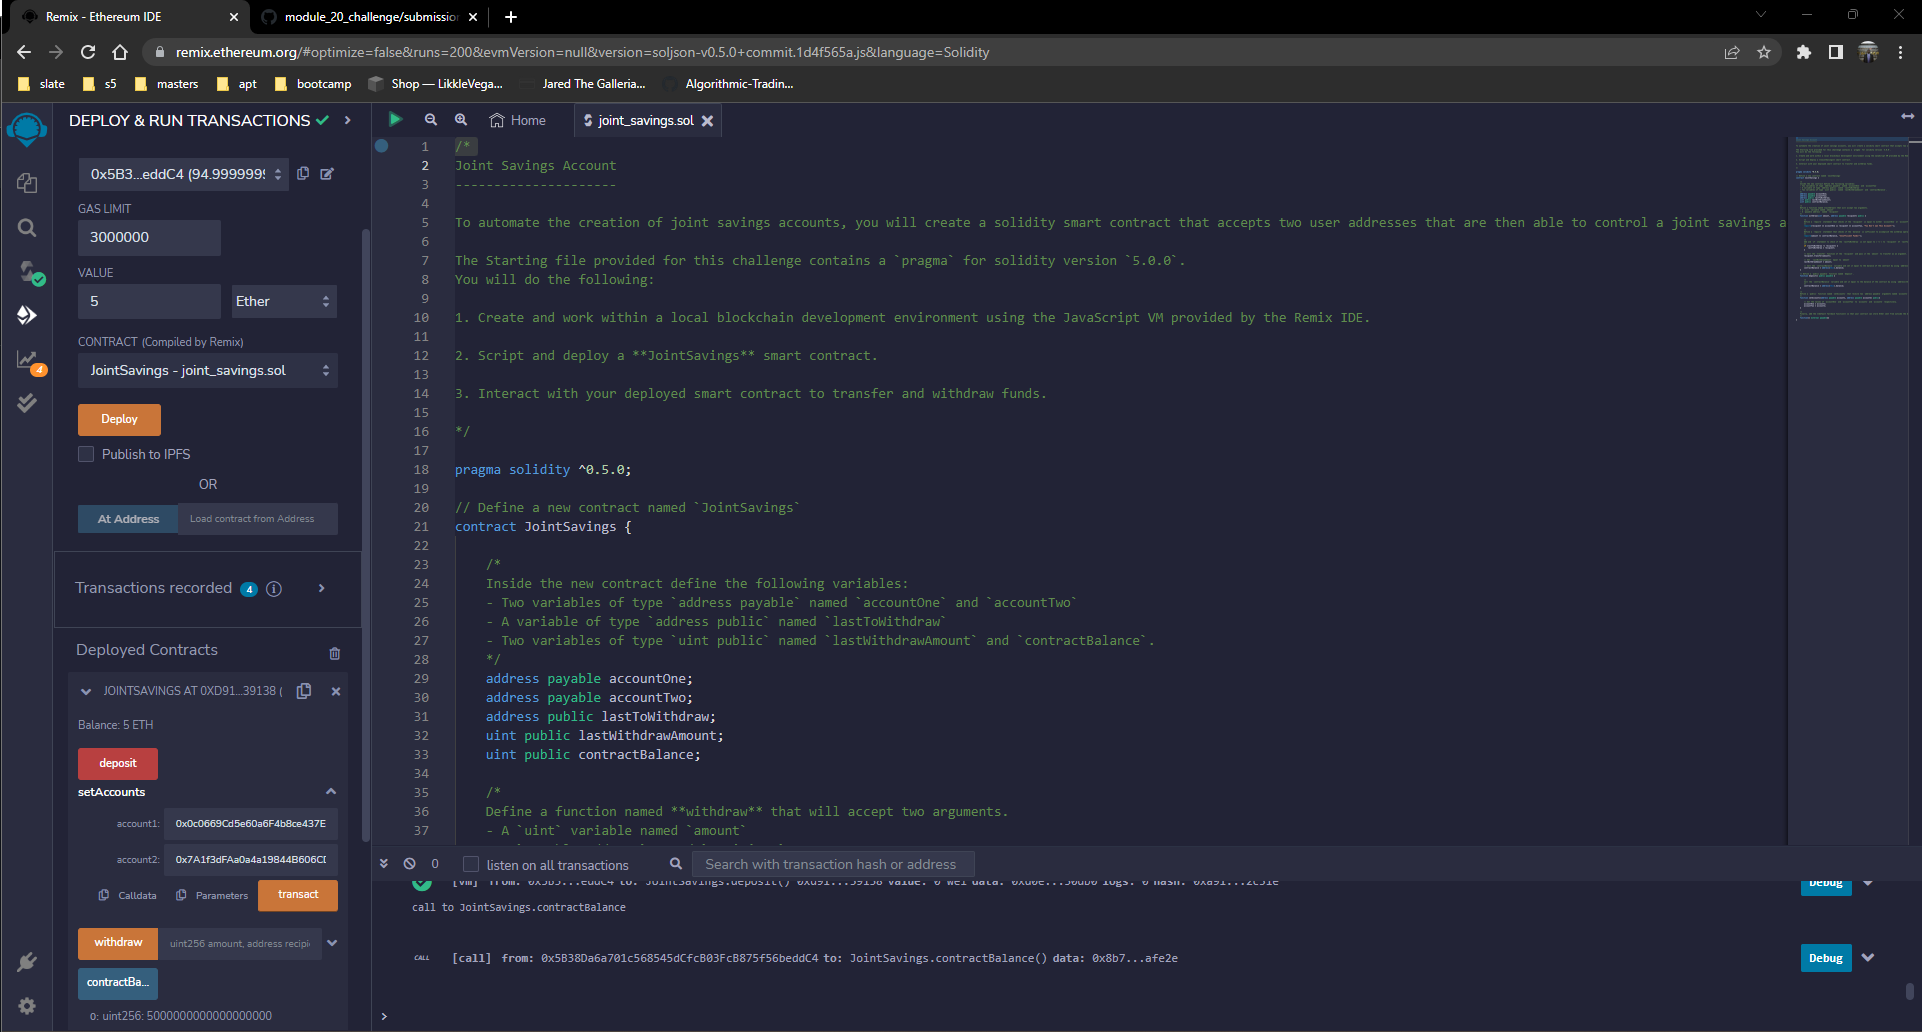 Remix - Ethereum IDE
module_20_challenge/submission
remix.ethereum.org/#optimize=false&runs=200&evmVersion=null&version=soljson-v0.5.0+commit.1d4f565a.js&language=Solidity
slate s5 masters apt bootcamp Shop — LikkleVega... Jared The Galleria... Algorithmic-Tradin...
DEPLOY & RUN TRANSACTIONS
0x5B3...eddC4 (94.9999999
GAS LIMIT
3000000
VALUE
5 Ether
CONTRACT (Compiled by Remix)
JointSavings - joint_savings.sol
Deploy
Publish to IPFS
OR
At Address Load contract from Address
Transactions recorded 4
Deployed Contracts
JOINTSAVINGS AT 0XD91...39138 (
Balance: 5 ETH
deposit
setAccounts
account1: 0x0c0669Cd5e60a6F4b8ce437E
account2: 0x7A1f3dFAa0a4a19844B606CD
Calldata Parameters transact
withdraw uint256 amount, address recipi
contractBa...
0: uint256: 5000000000000000000
4
Home joint_savings.sol
1 /*
2 Joint Savings Account
3 ---------------------
4
5 To automate the creation of joint savings accounts, you will create a solidity smart contract that accepts two user addresses that are then able to control a joint savings a
6
7 The Starting file provided for this challenge contains a `pragma` for solidity version `5.0.0`.
8 You will do the following:
9
10 1. Create and work within a local blockchain development environment using the JavaScript VM provided by the Remix IDE.
11
12 2. Script and deploy a **JointSavings** smart contract.
13
14 3. Interact with your deployed smart contract to transfer and withdraw funds.
15
16 */
17
18 pragma solidity ^0.5.0;
19
20 // Define a new contract named `JointSavings`
21 contract JointSavings {
22
23 /*
24 Inside the new contract define the following variables:
25 - Two variables of type `address payable` named `accountOne` and `accountTwo`
26 - A variable of type `address public` named `lastToWithdraw`
27 - Two variables of type `uint public` named `lastWithdrawAmount` and `contractBalance`.
28 */
29 address payable accountOne;
30 address payable accountTwo;
31 address public lastToWithdraw;
32 uint public lastWithdrawAmount;
33 uint public contractBalance;
34
35 /*
36 Define a function named **withdraw** that will accept two arguments.
37 - A `uint` variable named `amount`
0 listen on all transactions Search with transaction hash or address
[vm] from: 0x5B3...eddC4 to: JointSavings.deposit() 0xd91...39138 value: 0 wei data: 0xd0e...30db0 logs: 0 hash: 0xa91...2c51e Debug
call to JointSavings.contractBalance
CALL [call] from: 0x5B38Da6a701c568545dCfcB03FcB875f56beddC4 to: JointSavings.contractBalance() data: 0x8b7...afe2e Debug
>